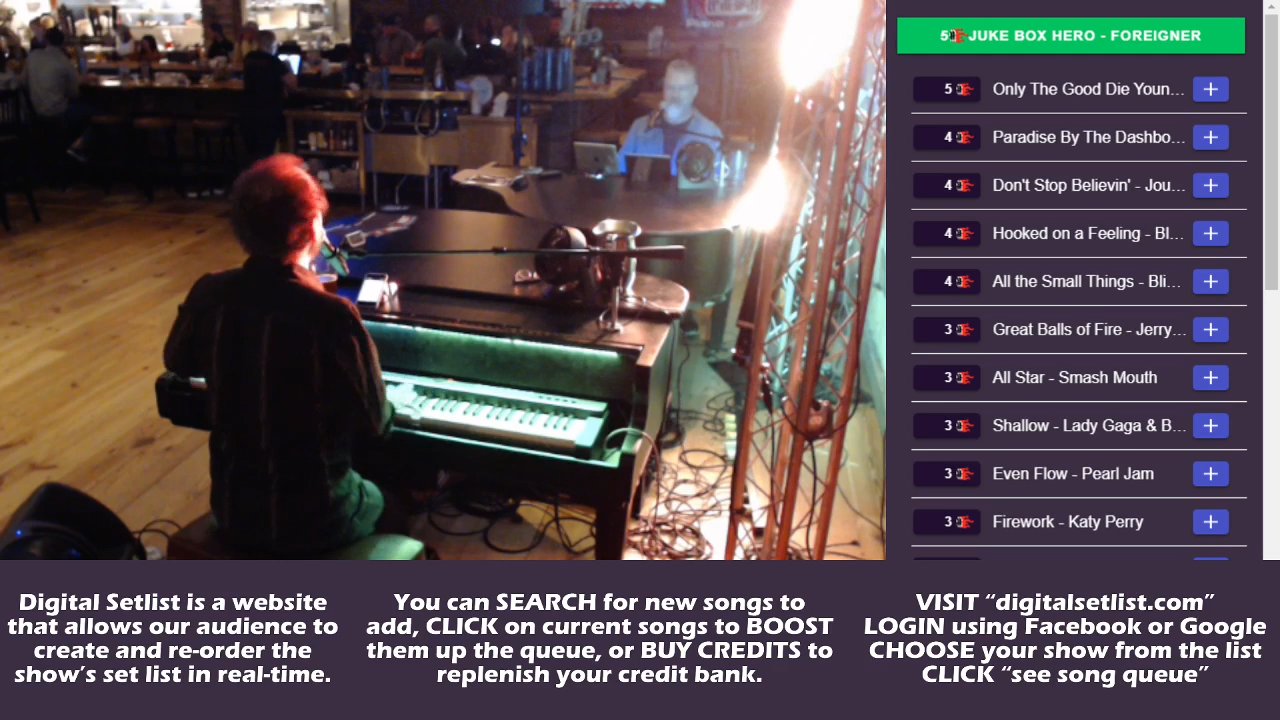 Piano
5 JUKE BOX HERO - FOREIGNER
5 Only The Good Die Youn... +
4 Paradise By The Dashbo... +
4 Don't Stop Believin' - Jou... +
4 Hooked on a Feeling - Bl... +
4 All the Small Things - Bli... +
3 Great Balls of Fire - Jerry... +
3 All Star - Smash Mouth +
3 Shallow - Lady Gaga & B... +
3 Even Flow - Pearl Jam +
3 Firework - Katy Perry +
Digital Setlist is a website
that allows our audience to
create and re-order the
show's set list in real-time.
You can SEARCH for new songs to
add, CLICK on current songs to BOOST
them up the queue, or BUY CREDITS to
replenish your credit bank.
VISIT “digitalsetlist.com”
LOGIN using Facebook or Google
CHOOSE your show from the list
CLICK “see song queue”